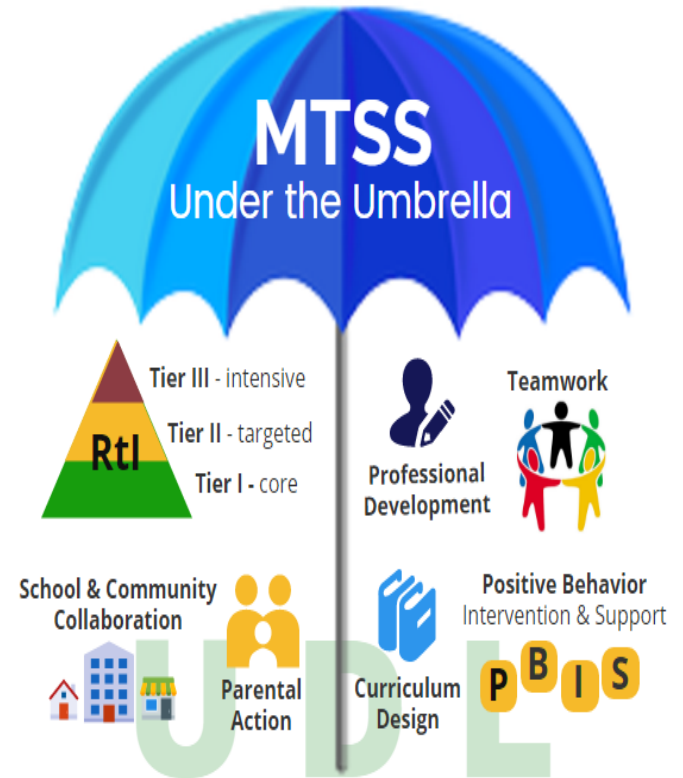 MTSS
Under the Umbrella
Tier III - intensive
Tier II - targeted
RtI
Tier I - core
Professional
Development
Teamwork
School & Community
Collaboration
Parental
Action
Curriculum
Design
Positive Behavior
Intervention & Support
P B I S
UDL